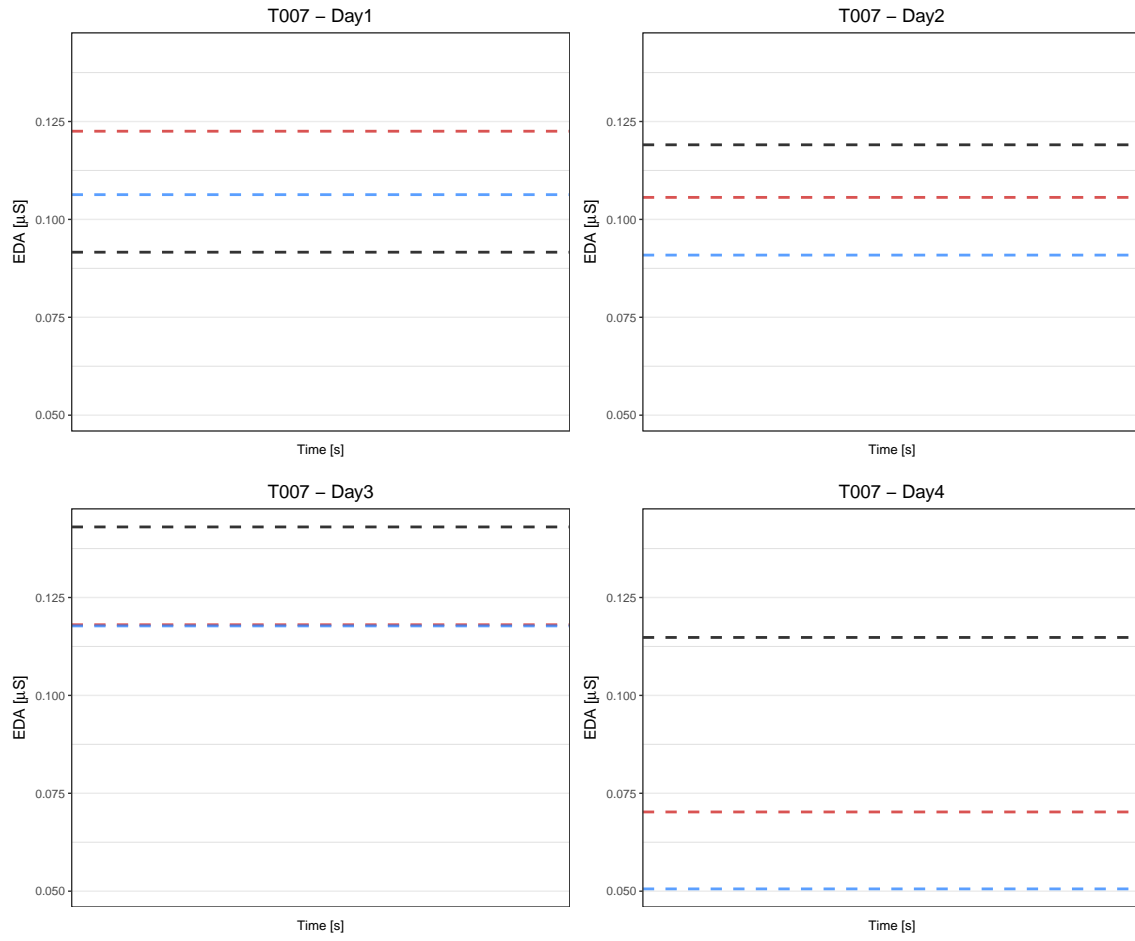 T007 – Day1
EDA [µS]
0.125
0.100
0.075
0.050
Time [s]
T007 – Day2
EDA [µS]
0.125
0.100
0.075
0.050
Time [s]
T007 – Day3
EDA [µS]
0.125
0.100
0.075
0.050
Time [s]
T007 – Day4
EDA [µS]
0.125
0.100
0.075
0.050
Time [s]